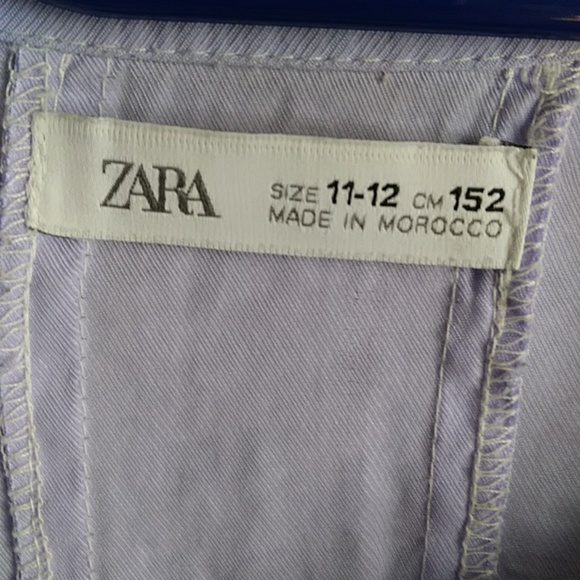 ZARA
SIZE 11-12 CM 152
MADE IN MOROCCO